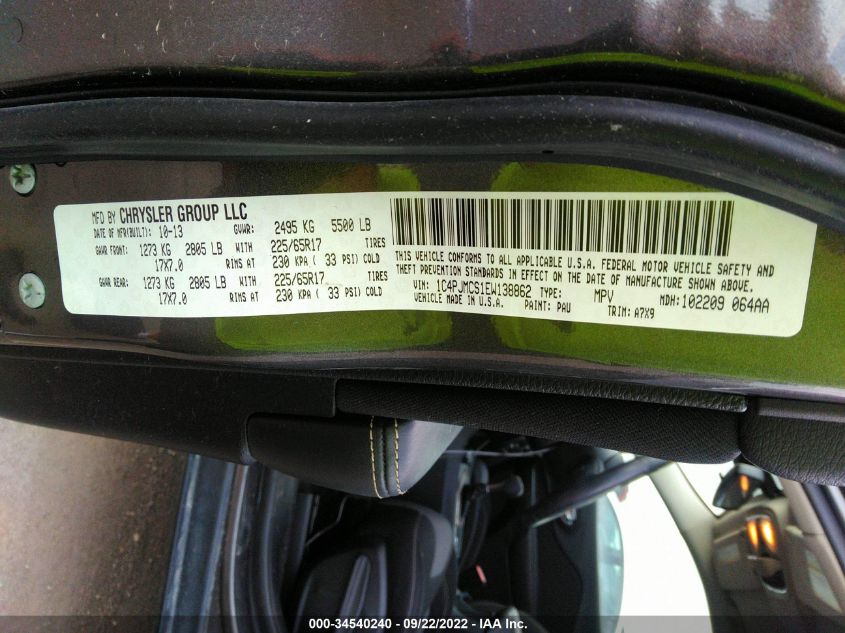 MFD BY CHRYSLER GROUP LLC
DATE OF MFR(BUILT): 10-13 GVWR: 2495 KG 5500 LB
GAWR FRONT: 1273 KG 2805 LB WITH 225/65R17 TIRES
17X7.0 RIMS AT 230 KPA ( 33 PSI) COLD
GAWR REAR: 1273 KG 2805 LB WITH 225/65R17 TIRES
17X7.0 RIMS AT 230 KPA ( 33 PSI) COLD
THIS VEHICLE CONFORMS TO ALL APPLICABLE U.S.A. FEDERAL MOTOR VEHICLE SAFETY AND
THEFT PREVENTION STANDARDS IN EFFECT ON THE DATE OF MANUFACTURE SHOWN ABOVE.
VIN: 1C4PJMCS1EW138862 TYPE: MPV MDH: 102209 064AA
PAINT: PAU TRIM: A7X9
000-34540240 - 09/22/2022 - IAA Inc.